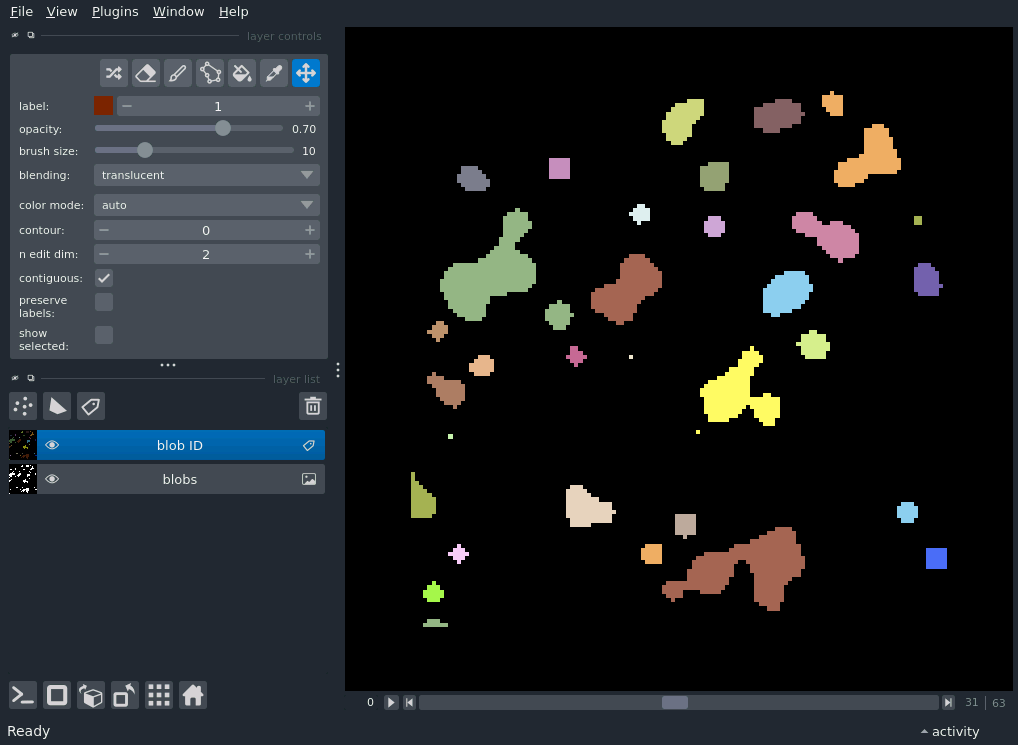 File View Plugins Window Help
layer controls
label: 1
opacity: 0.70
brush size: 10
blending: translucent
color mode: auto
contour: 0
n edit dim: 2
contiguous:
preserve
labels:
show
selected:
layer list
blob ID
blobs
0 31 63
Ready activity